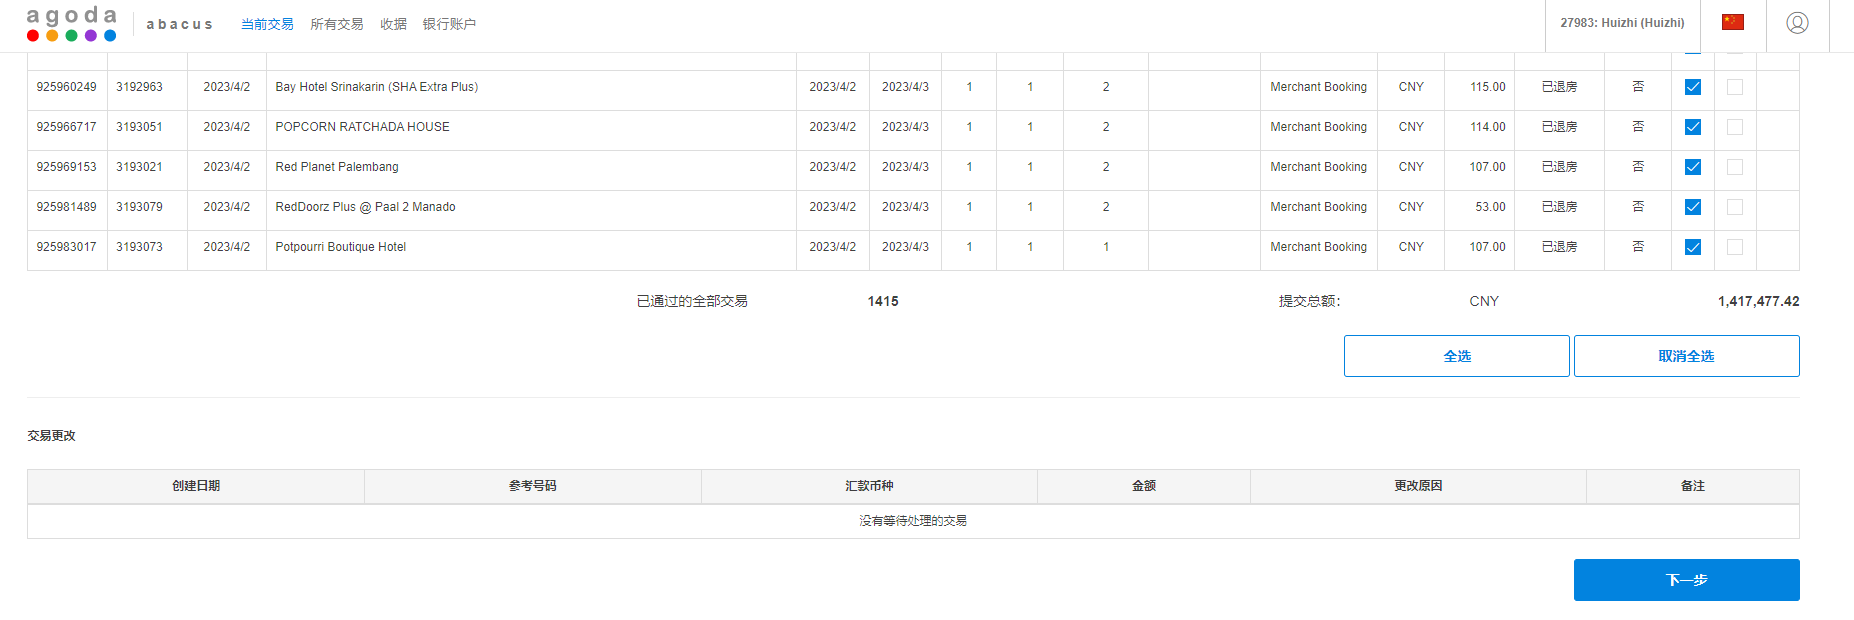 agoda abacus 当前交易 所有交易 收据 银行账户 27983: Huizhi (Huizhi)
925960249 3192963 2023/4/2 Bay Hotel Srinakarin (SHA Extra Plus) 2023/4/2 2023/4/3 1 1 2 Merchant Booking CNY 115.00 已退房 否
925966717 3193051 2023/4/2 POPCORN RATCHADA HOUSE 2023/4/2 2023/4/3 1 1 2 Merchant Booking CNY 114.00 已退房 否
925969153 3193021 2023/4/2 Red Planet Palembang 2023/4/2 2023/4/3 1 1 2 Merchant Booking CNY 107.00 已退房 否
925981489 3193079 2023/4/2 RedDoorz Plus @ Paal 2 Manado 2023/4/2 2023/4/3 1 1 2 Merchant Booking CNY 53.00 已退房 否
925983017 3193073 2023/4/2 Potpourri Boutique Hotel 2023/4/2 2023/4/3 1 1 1 Merchant Booking CNY 107.00 已退房 否
已通过的全部交易 1415 提交总额: CNY 1,417,477.42
全选 取消全选
交易更改
创建日期 参考号码 汇款币种 金额 更改原因 备注
没有等待处理的交易
下一步